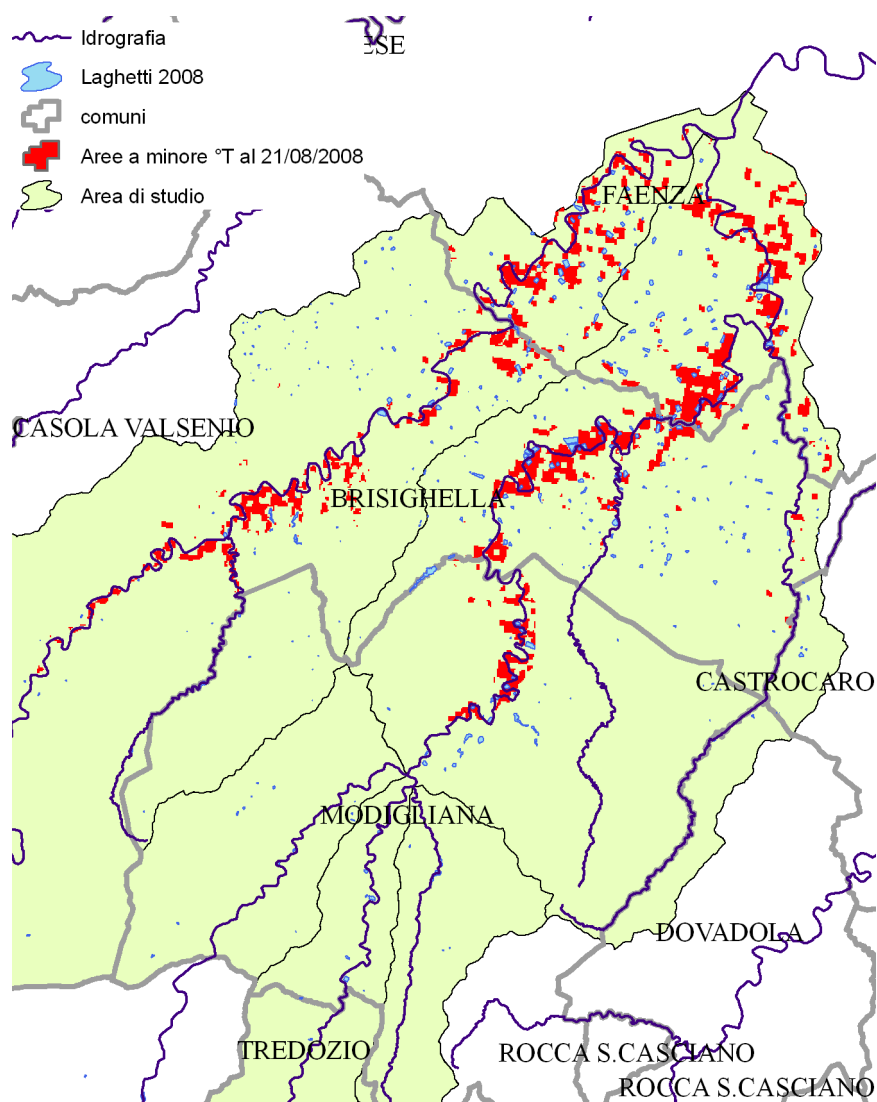 Idrografia
ESE
Laghetti 2008
comuni
Aree a minore °T al 21/08/2008
Area di studio
FAENZA
CASOLA VALSENIO
BRISIGHELLA
CASTROCARO
MODIGLIANA
DOVADOLA
TREDOZIO
ROCCA S.CASCIANO
ROCCA S.CASCIANO